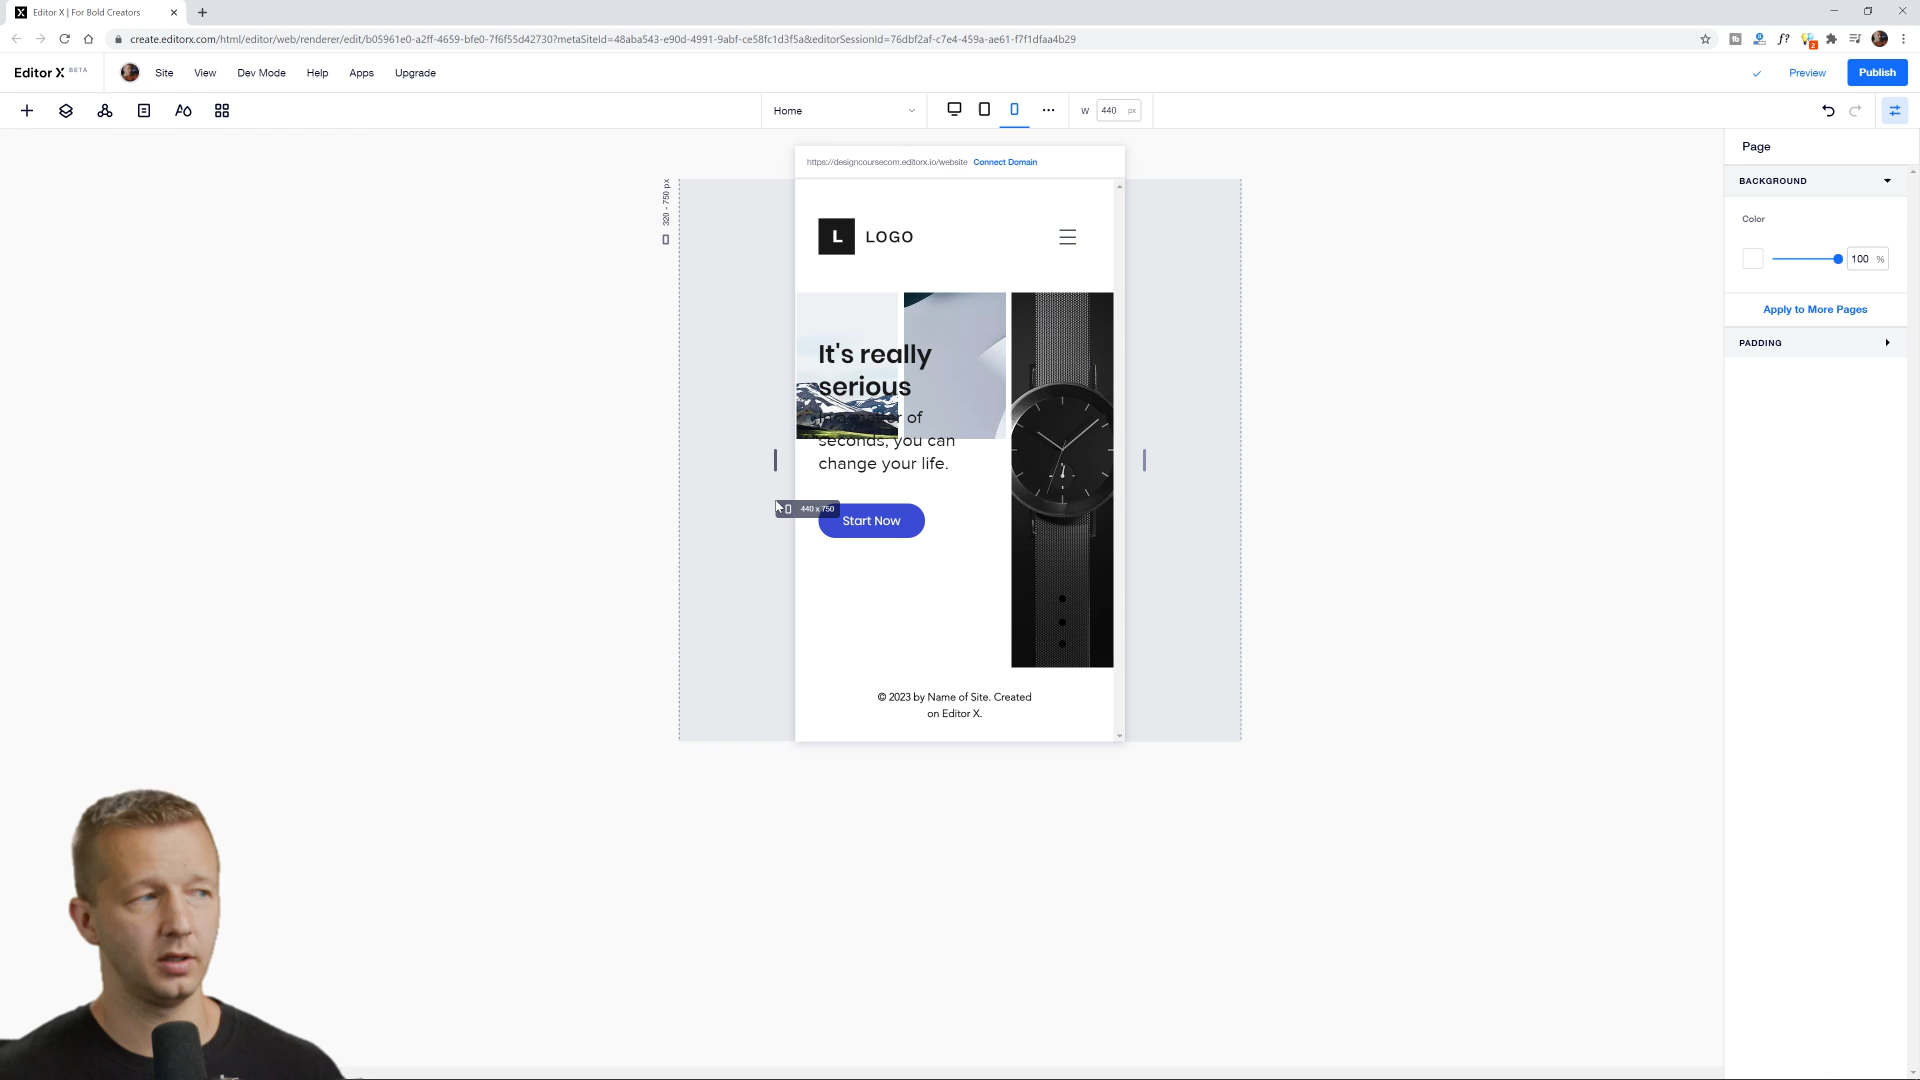 X Editor X | For Bold Creators
create.editorx.com/html/editor/web/renderer/edit/b05961e0-a2ff-4659-bfe0-7f6f55d42730?metaSiteId=48aba543-e90d-4991-9abf-ce58fc1d3f5a&editorSessionId=76dbf2af-c7e4-459a-ae61-f7f1dfaa4b29
f?
2
Editor X BETA Site View Dev Mode Help Apps Upgrade Preview Publish
Home W 440 px
Page
https://designcoursecom.editorx.io/website Connect Domain
BACKGROUND
320 - 750 px
Color
L LOGO
100 %
Apply to More Pages
PADDING
It's really
serious
In a matter of
seconds, you can
change your life.
440 x 750
Start Now
© 2023 by Name of Site. Created
on Editor X.